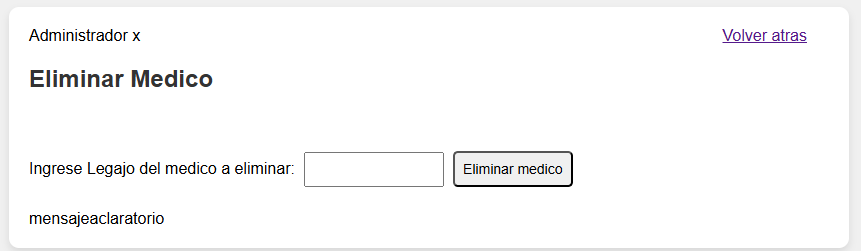 Administrador x Volver atras
Eliminar Medico
Ingrese Legajo del medico a eliminar: Eliminar medico
mensajeaclaratorio